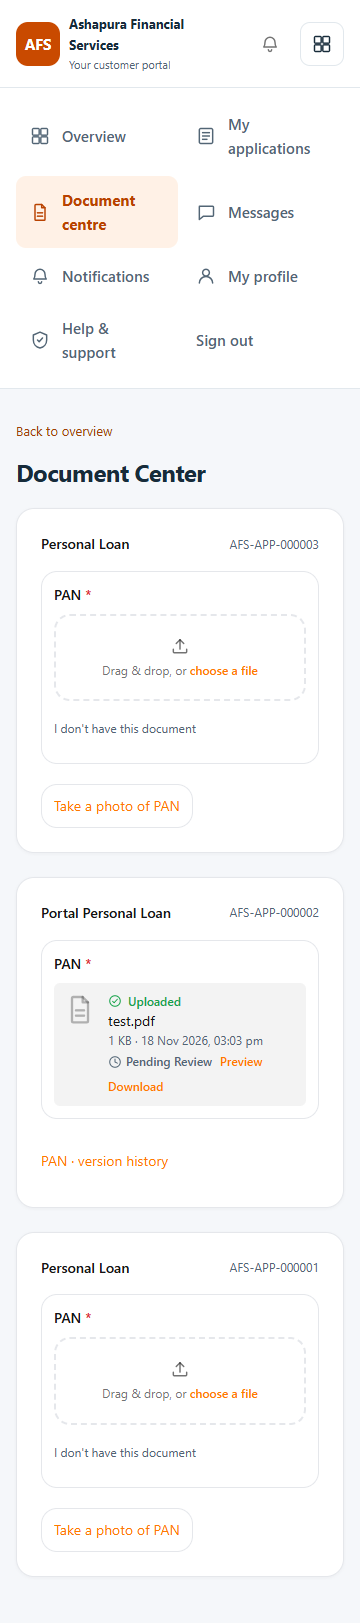 AFS
Ashapura Financial
Services
Your customer portal
Overview
My
applications
Document
centre
Messages
Notifications
My profile
Help &
support
Sign out
Back to overview
Document Center
Personal Loan
AFS-APP-000003
PAN *
Drag & drop, or choose a file
I don't have this document
Take a photo of PAN
Portal Personal Loan
AFS-APP-000002
PAN *
Uploaded
test.pdf
1 KB · 18 Nov 2026, 03:03 pm
Pending Review Preview
Download
PAN · version history
Personal Loan
AFS-APP-000001
PAN *
Drag & drop, or choose a file
I don't have this document
Take a photo of PAN